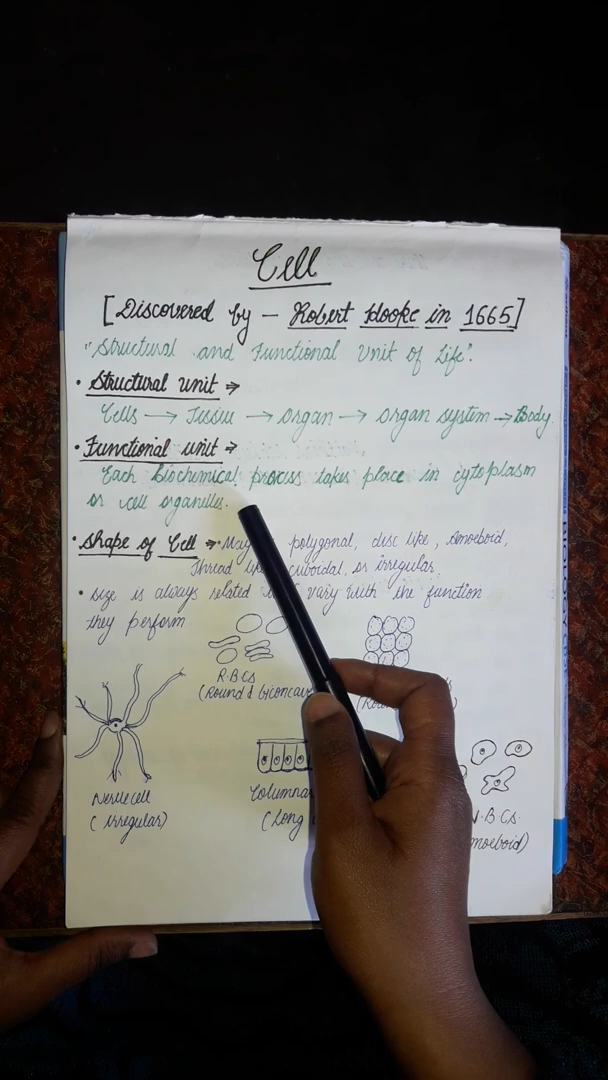 Cell
[Discovered by - Robert Hooke in 1665]
"Structural and Functional Unit of Life".
• Structural unit ⇒
Cells → Tissue → organ → organ system → Body
• Functional unit ⇒
Each biochemical process takes place in cytoplasm
or cell organelles.
• Shape of Cell ⇒ • May polygonal, disc like, Amoeboid,
Thread cuboidal, or irregular
• size is always related vary with the function
they perform
R.B.Cs
(Round & biconcav
Nerve cell
(irregular)
Columna
(Long
.B.Cs.
moeboid)
BIOLOGY